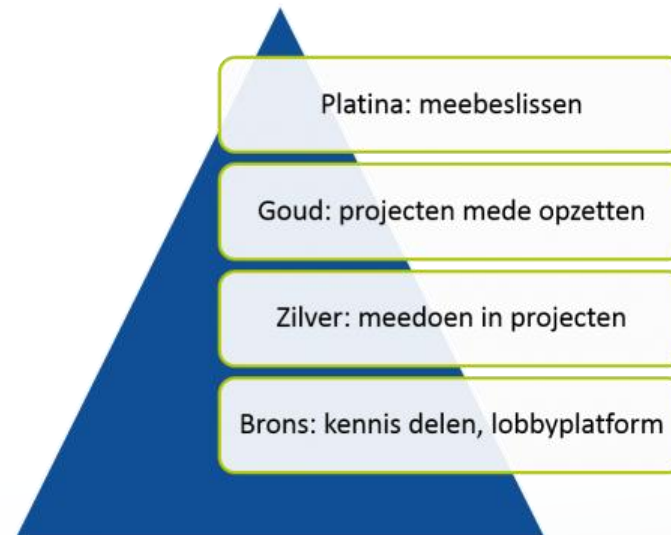 Platina: meebeslissen
Goud: projecten mede opzetten
Zilver: meedoen in projecten
Brons: kennis delen, lobbyplatform